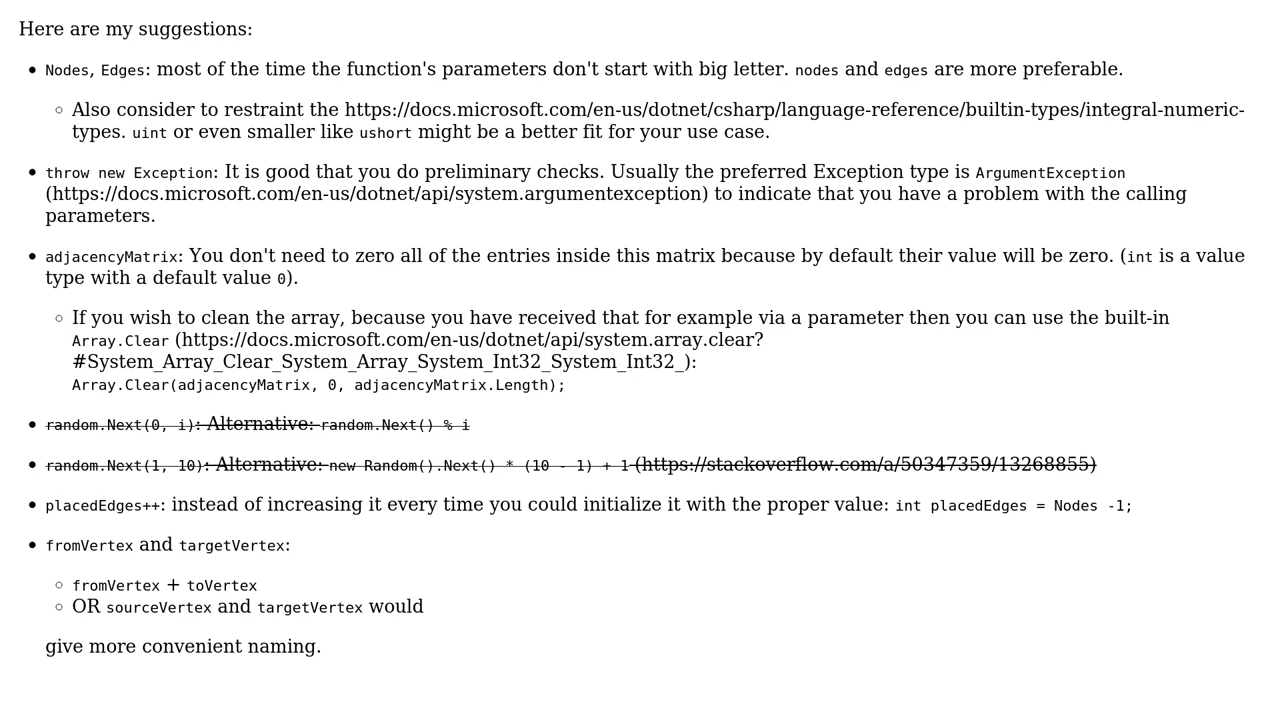 Here are my suggestions:
Nodes, Edges: most of the time the function's parameters don't start with big letter. nodes and edges are more preferable.
Also consider to restraint the https://docs.microsoft.com/en-us/dotnet/csharp/language-reference/builtin-types/integral-numeric-
types. uint or even smaller like ushort might be a better fit for your use case.
throw new Exception: It is good that you do preliminary checks. Usually the preferred Exception type is ArgumentException
(https://docs.microsoft.com/en-us/dotnet/api/system.argumentexception) to indicate that you have a problem with the calling
parameters.
adjacencyMatrix: You don't need to zero all of the entries inside this matrix because by default their value will be zero. (int is a value
type with a default value 0).
If you wish to clean the array, because you have received that for example via a parameter then you can use the built-in
Array.Clear (https://docs.microsoft.com/en-us/dotnet/api/system.array.clear?
#System_Array_Clear_System_Array_System_Int32_System_Int32_):
Array.Clear(adjacencyMatrix, 0, adjacencyMatrix.Length);
random.Next(0, i): Alternative: random.Next() % i
random.Next(1, 10): Alternative: new Random().Next() * (10 - 1) + 1 (https://stackoverflow.com/a/50347359/13268855)
placedEdges++: instead of increasing it every time you could initialize it with the proper value: int placedEdges = Nodes -1;
fromVertex and targetVertex:
fromVertex + toVertex
OR sourceVertex and targetVertex would
give more convenient naming.